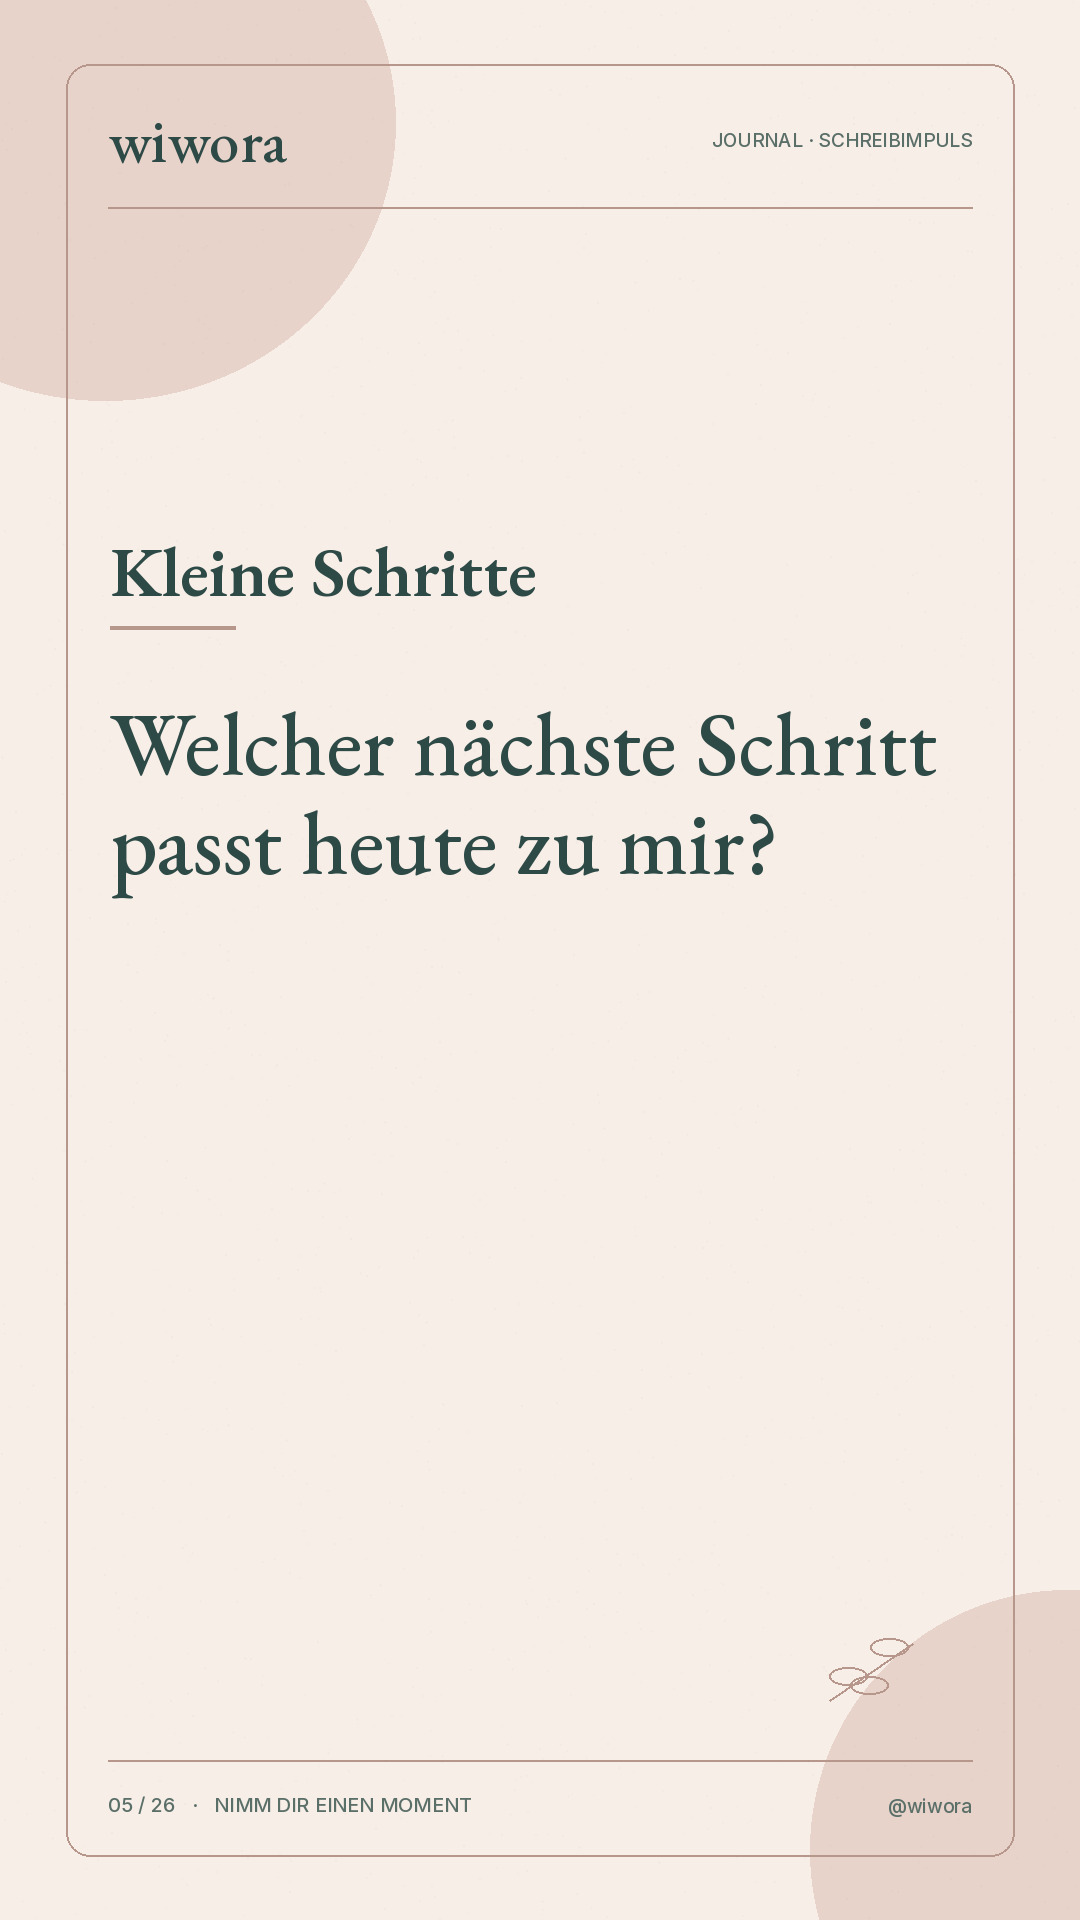 wiwora
JOURNAL · SCHREIBIMPULS
Kleine Schritte
Welcher nächste Schritt
passt heute zu mir?
05 / 26 · NIMM DIR EINEN MOMENT
@wiwora